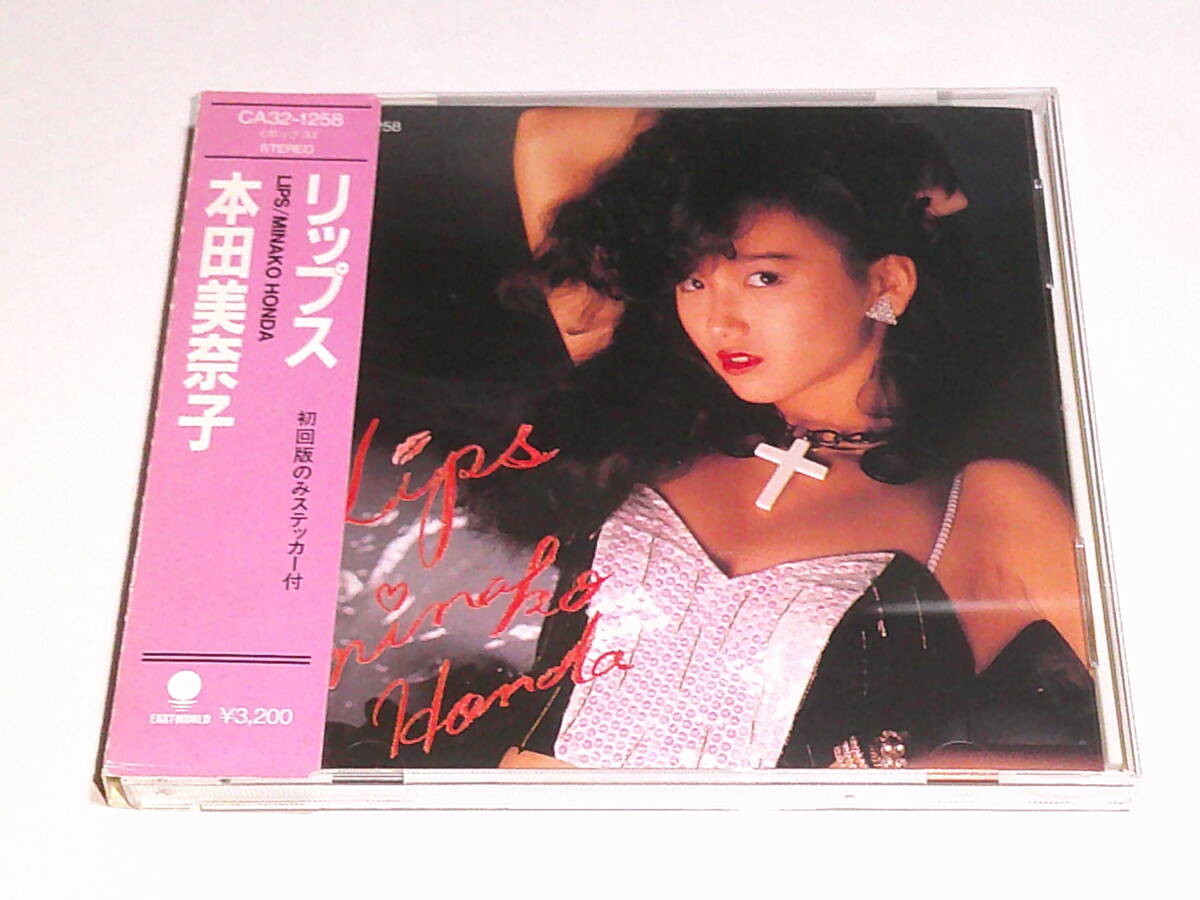 CA32-1258
STEREO
リップス
LIPS/MINAKO HONDA
本田美奈子
初回版のみステッカー付
EASTWORLD
¥3,200
258
Lips
minako
Honda